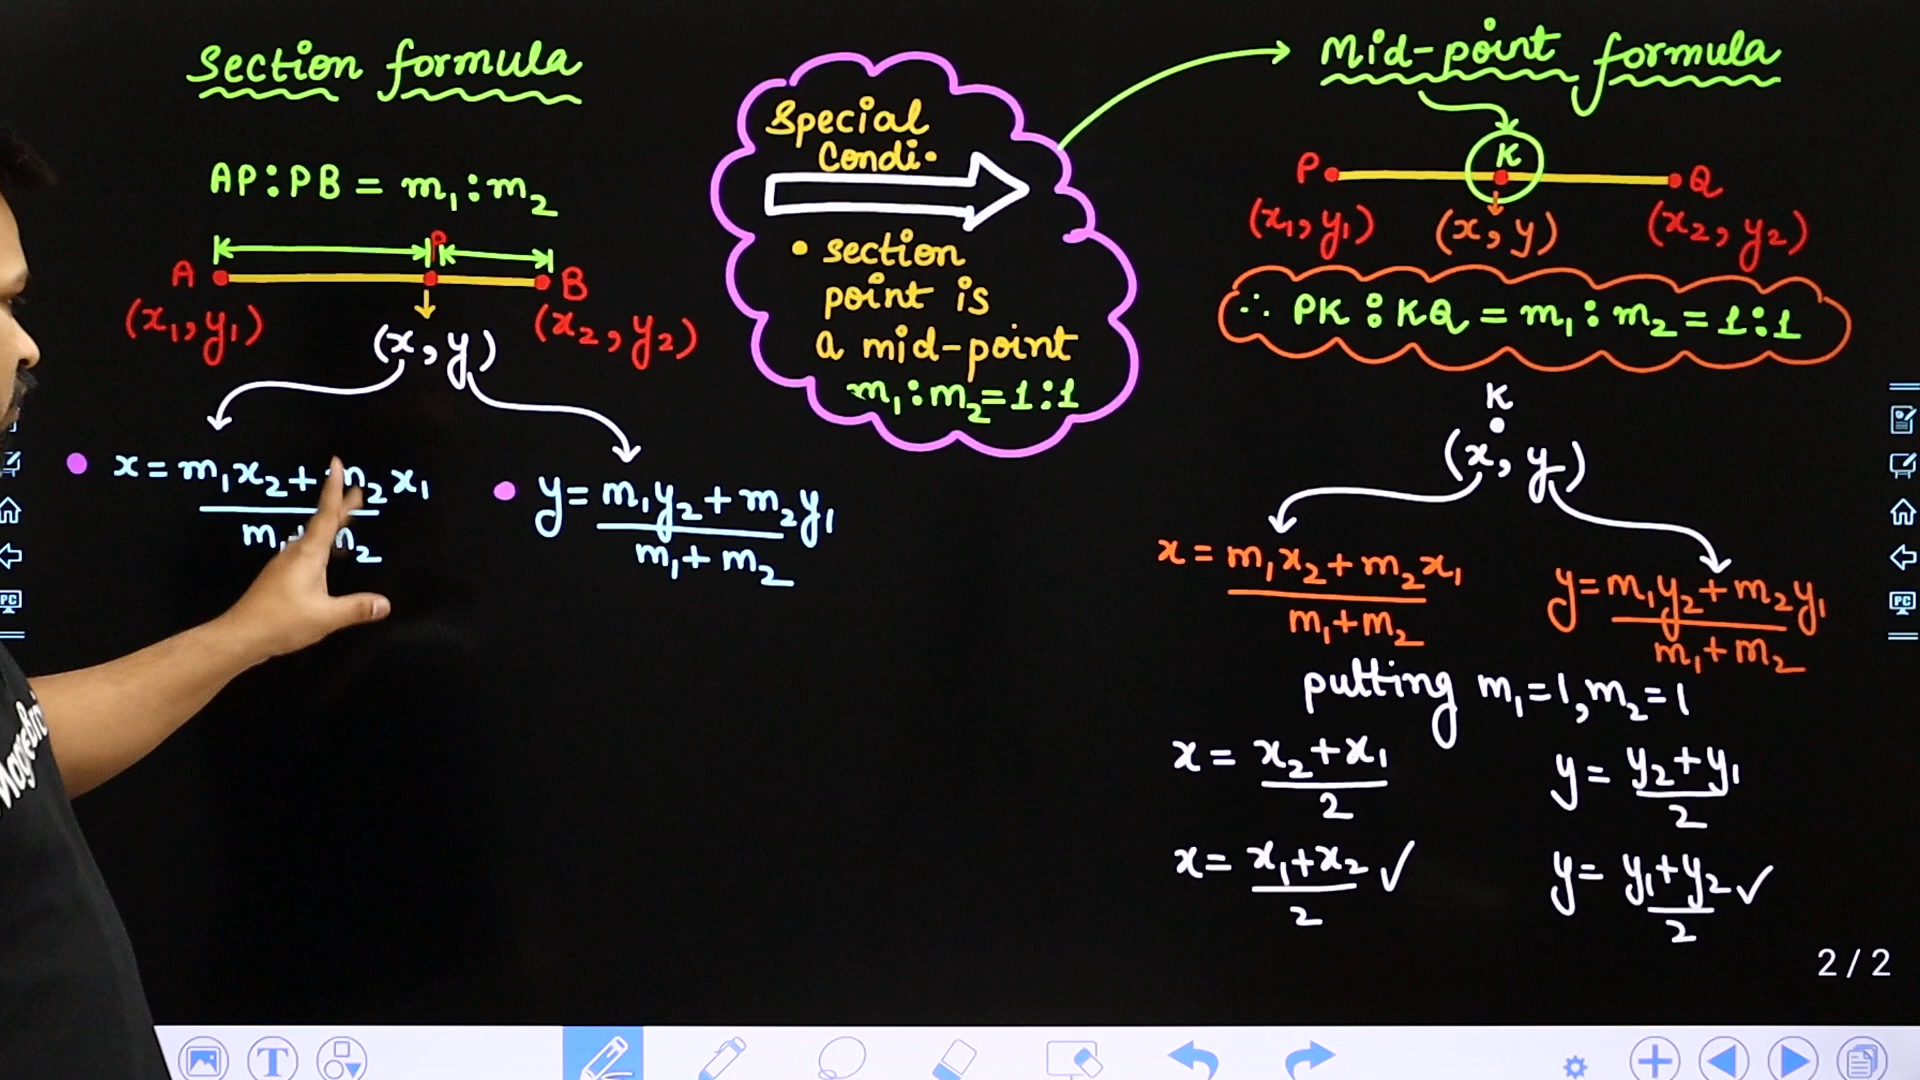 Section formula
AP:PB = m₁:m₂
P
A B
(x₁, y₁) (x, y) (x₂, y₂)
x = m₁x₂ + m₂x₁
m₁ + m₂
y = m₁y₂ + m₂y₁
m₁ + m₂
Special
Condi.
• section
point is
a mid-point
m₁:m₂=1:1
Mid-point formula
P K Q
(x₁, y₁) (x, y) (x₂, y₂)
∴ PK:KQ = m₁:m₂ = 1:1
K
(x, y)
x = m₁x₂ + m₂x₁
m₁ + m₂
y = m₁y₂ + m₂y₁
m₁ + m₂
putting m₁=1, m₂=1
x = x₂ + x₁
2
y = y₂ + y₁
2
x = x₁ + x₂ ✓
2
y = y₁ + y₂ ✓
2
2 / 2
PC
PC
T